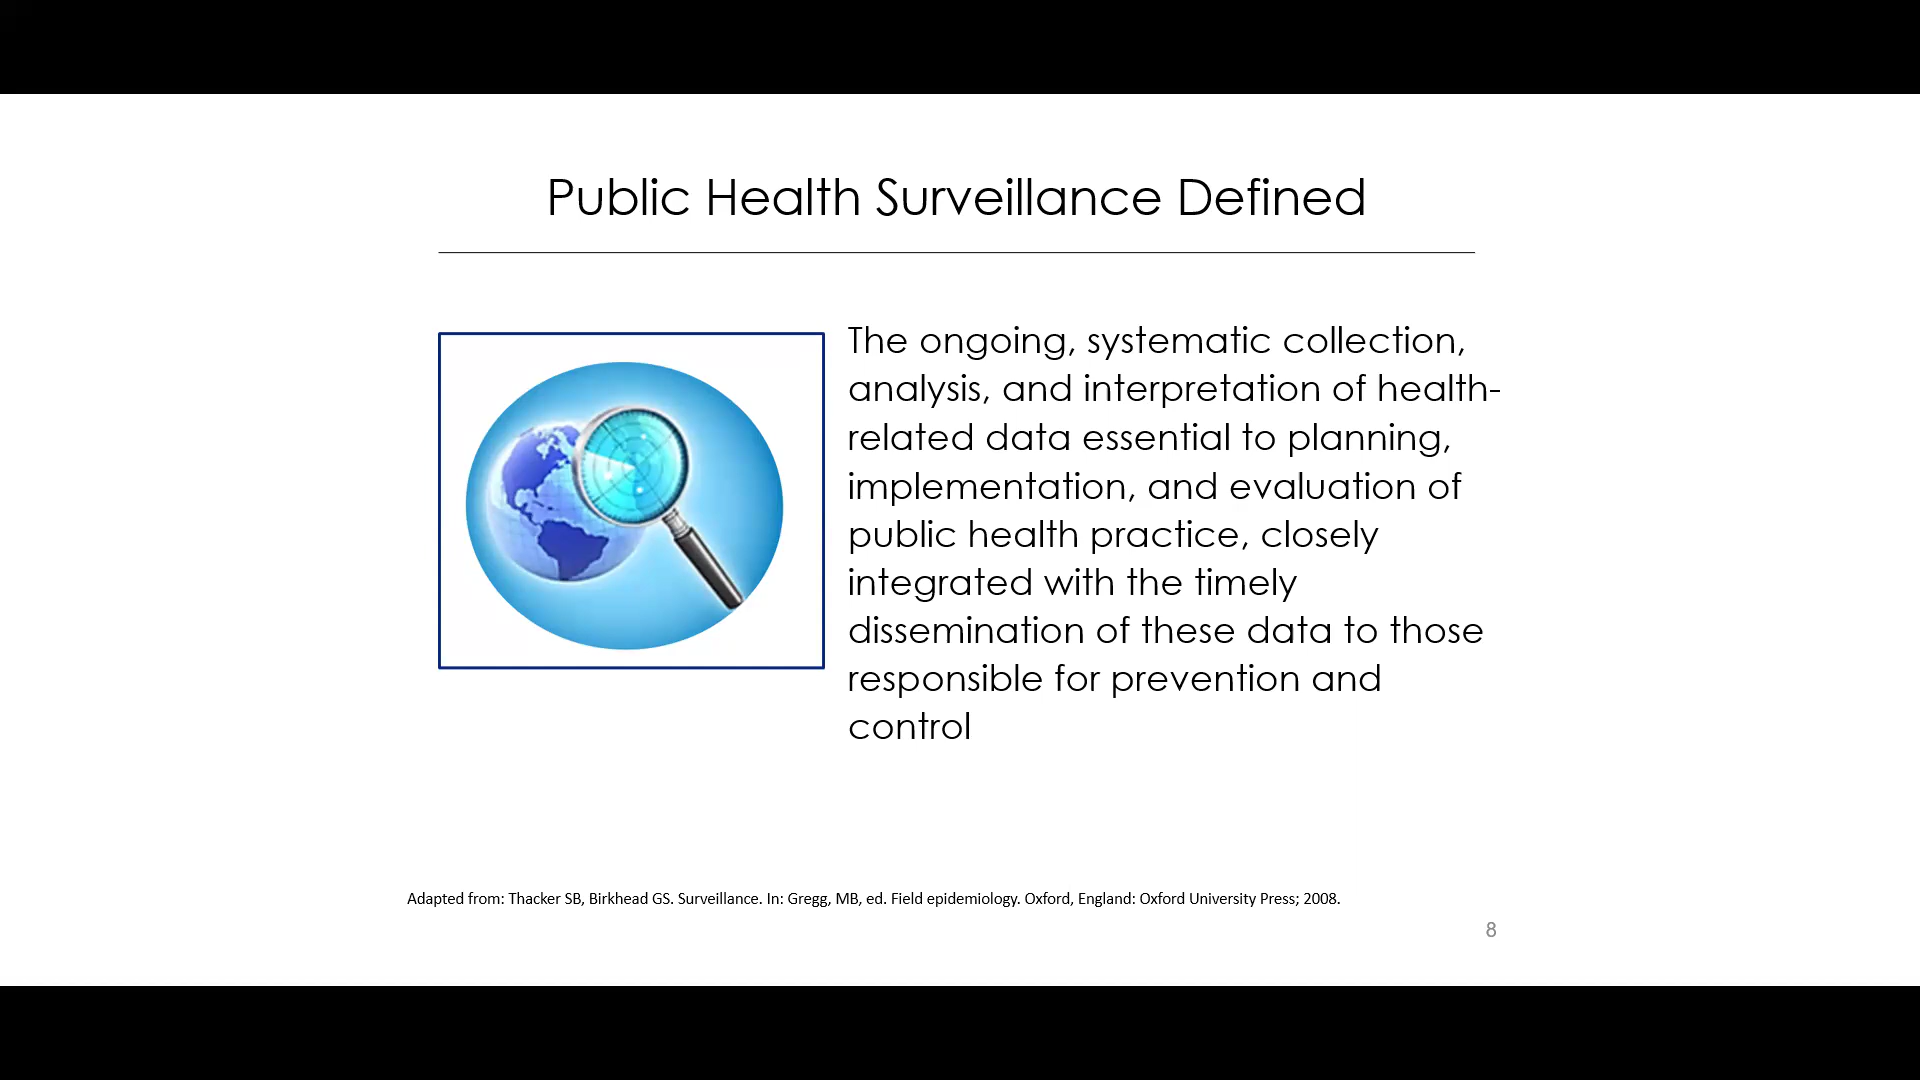 Public Health Surveillance Defined
The ongoing, systematic collection,
analysis, and interpretation of health-
related data essential to planning,
implementation, and evaluation of
public health practice, closely
integrated with the timely
dissemination of these data to those
responsible for prevention and
control
Adapted from: Thacker SB, Birkhead GS. Surveillance. In: Gregg, MB, ed. Field epidemiology. Oxford, England: Oxford University Press; 2008.
8